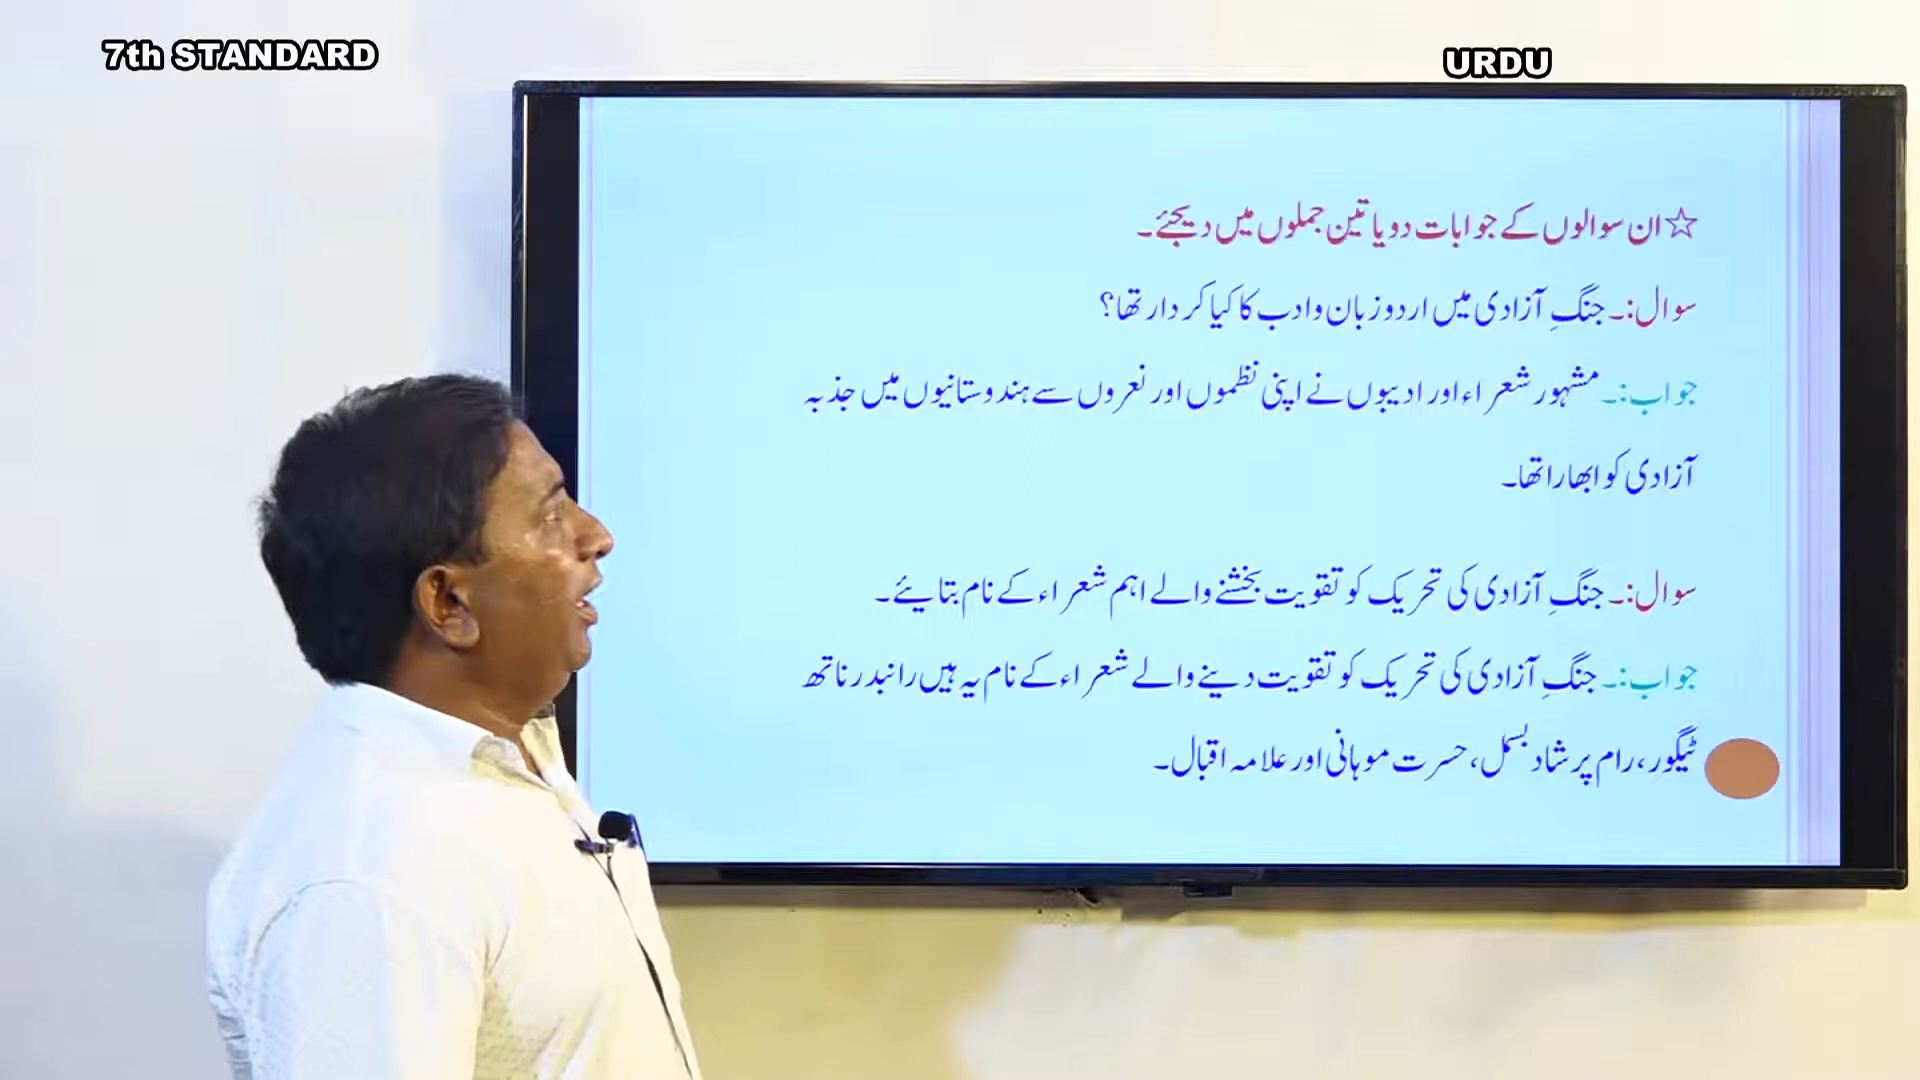 7th STANDARD
URDU
☆ان سوالوں کے جوابات دو یا تین جملوں میں دیجئے۔
سوال:۔ جنگِ آزادی میں اردو زبان و ادب کا کیا کردار تھا؟
جواب:۔ مشہور شعراء اور ادیبوں نے اپنی نظموں اور نعروں سے ہندوستانیوں میں جذبہ
آزادی کو ابھارا تھا۔
سوال:۔ جنگِ آزادی کی تحریک کو تقویت بخشنے والے اہم شعراء کے نام بتایئے۔
جواب:۔ جنگِ آزادی کی تحریک کو تقویت دینے والے شعراء کے نام یہ ہیں رانبدر ناتھ
ٹیگور، رام پرشاد بسمل، حسرت موہانی اور علامہ اقبال۔